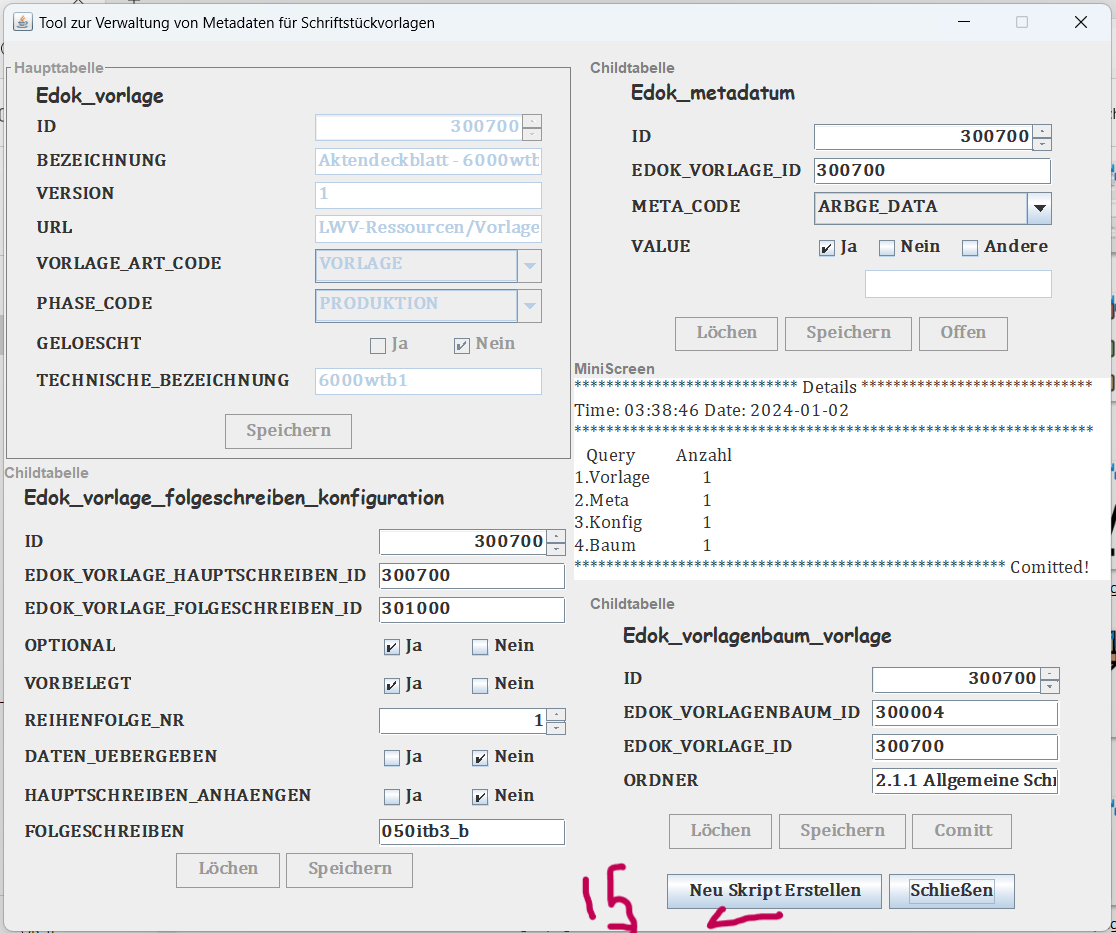 Tool zur Verwaltung von Metadaten für Schriftstückvorlagen
Haupttabelle
Edok_vorlage
ID 300700
BEZEICHNUNG Aktendeckblatt - 6000wtb
VERSION 1
URL LWV-Ressourcen/Vorlage
VORLAGE_ART_CODE VORLAGE
PHASE_CODE PRODUKTION
GELOESCHT Ja Nein
TECHNISCHE_BEZEICHNUNG 6000wtb1
Speichern
Childtabelle
Edok_vorlage_folgeschreiben_konfiguration
ID 300700
EDOK_VORLAGE_HAUPTSCHREIBEN_ID 300700
EDOK_VORLAGE_FOLGESCHREIBEN_ID 301000
OPTIONAL Ja Nein
VORBELEGT Ja Nein
REIHENFOLGE_NR 1
DATEN_UEBERGEBEN Ja Nein
HAUPTSCHREIBEN_ANHAENGEN Ja Nein
FOLGESCHREIBEN 050itb3_b
Löchen Speichern
Childtabelle
Edok_metadatum
ID 300700
EDOK_VORLAGE_ID 300700
META_CODE ARBGE_DATA
VALUE Ja Nein Andere
Löchen Speichern Offen
MiniScreen
**************************** Details *****************************
Time: 03:38:46 Date: 2024-01-02
*****************************************************************
Query Anzahl
1.Vorlage 1
2.Meta 1
3.Konfig 1
4.Baum 1
****************************************************** Comitted!
Childtabelle
Edok_vorlagenbaum_vorlage
ID 300700
EDOK_VORLAGENBAUM_ID 300004
EDOK_VORLAGE_ID 300700
ORDNER 2.1.1 Allgemeine Schr
Löchen Speichern Comitt
15 Neu Skript Erstellen Schließen